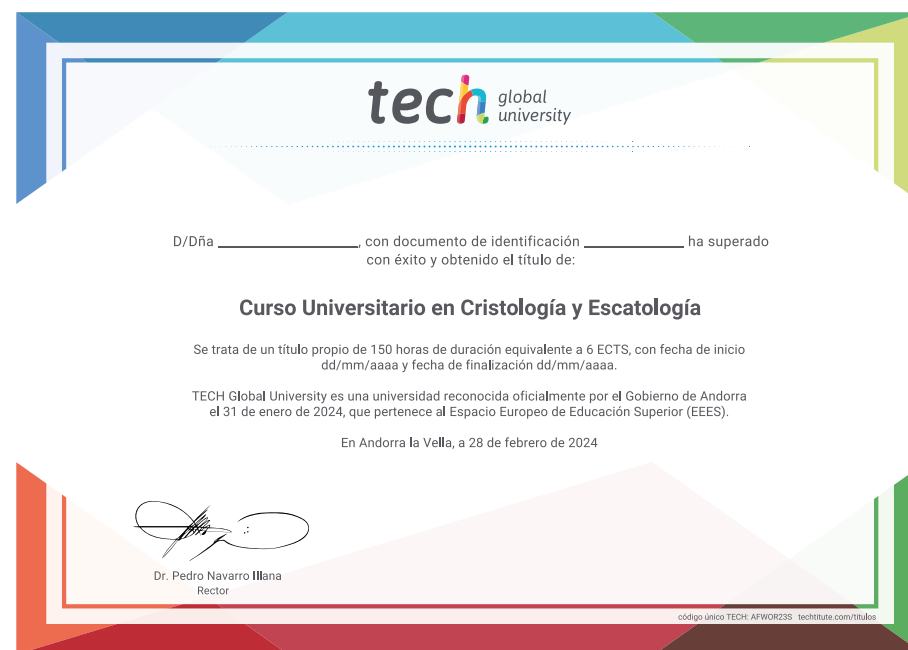 tech global university
D/Dña ________________, con documento de identificación ____________ ha superado
con éxito y obtenido el título de:
Curso Universitario en Cristología y Escatología
Se trata de un título propio de 150 horas de duración equivalente a 6 ECTS, con fecha de inicio
dd/mm/aaaa y fecha de finalización dd/mm/aaaa.
TECH Global University es una universidad reconocida oficialmente por el Gobierno de Andorra
el 31 de enero de 2024, que pertenece al Espacio Europeo de Educación Superior (EEES).
En Andorra la Vella, a 28 de febrero de 2024
Dr. Pedro Navarro Illana
Rector
código único TECH: AFWOR23S techtitute.com/titulos